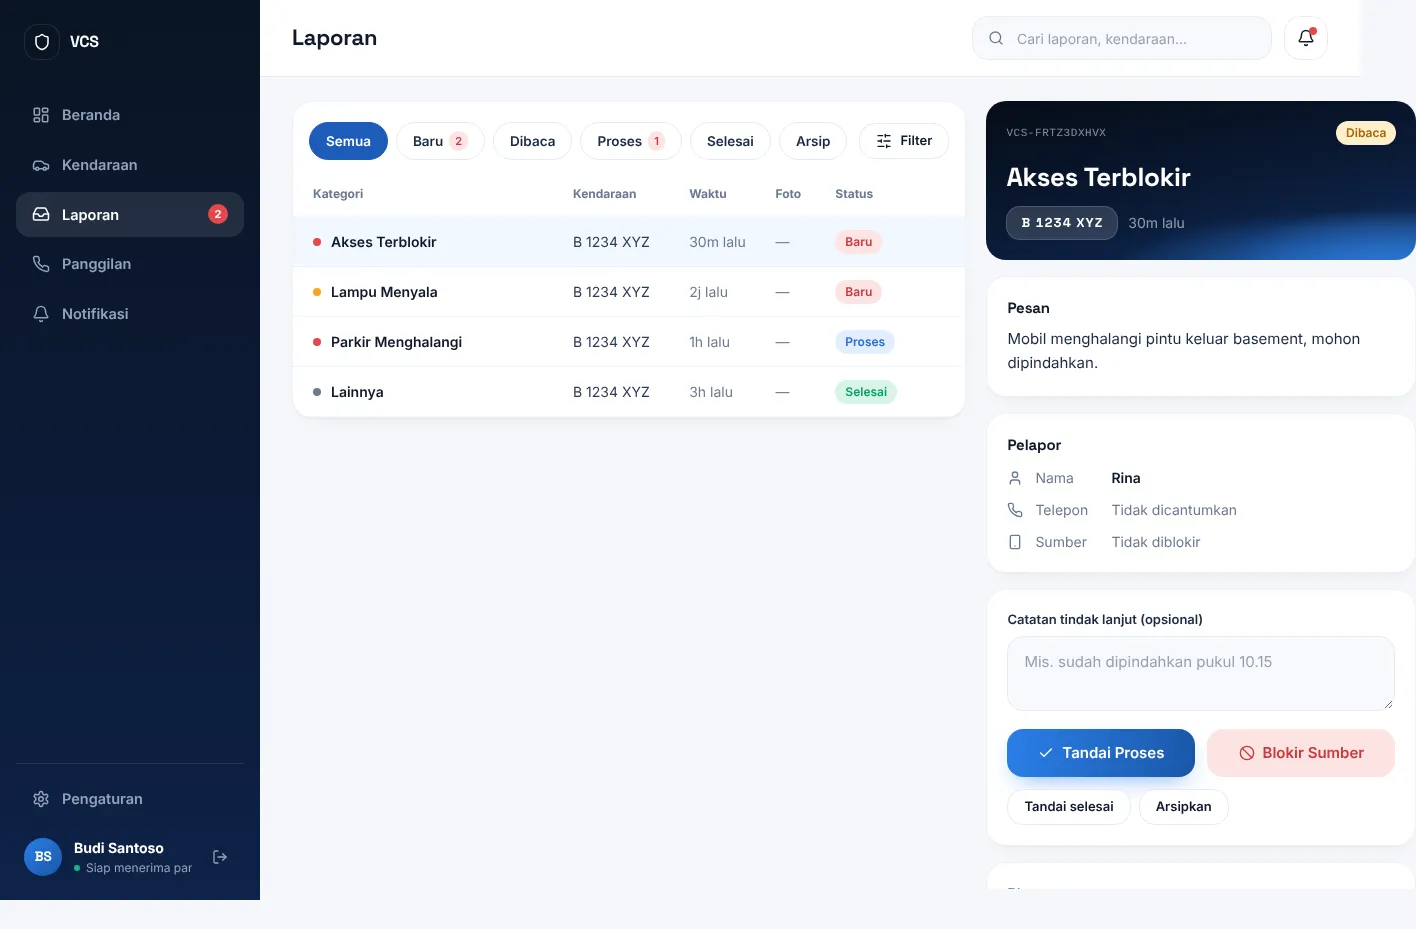 VCS
Beranda
Kendaraan
Laporan 2
Panggilan
Notifikasi
Pengaturan
BS
Budi Santoso
Siap menerima par
Laporan
Cari laporan, kendaraan...
Semua
Baru 2
Dibaca
Proses 1
Selesai
Arsip
Filter
Kategori Kendaraan Waktu Foto Status
Akses Terblokir B 1234 XYZ 30m lalu — Baru
Lampu Menyala B 1234 XYZ 2j lalu — Baru
Parkir Menghalangi B 1234 XYZ 1h lalu — Proses
Lainnya B 1234 XYZ 3h lalu — Selesai
VCS-FRTZ3DXHVX
Dibaca
Akses Terblokir
B 1234 XYZ
30m lalu
Pesan
Mobil menghalangi pintu keluar basement, mohon
dipindahkan.
Pelapor
Nama Rina
Telepon Tidak dicantumkan
Sumber Tidak diblokir
Catatan tindak lanjut (opsional)
Mis. sudah dipindahkan pukul 10.15
Tandai Proses
Blokir Sumber
Tandai selesai
Arsipkan